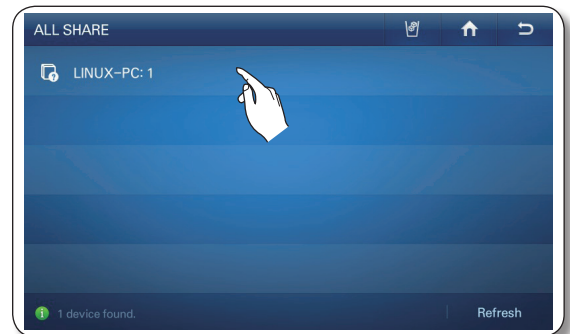 ALL SHARE
LINUX-PC: 1
1 device found.
Refresh